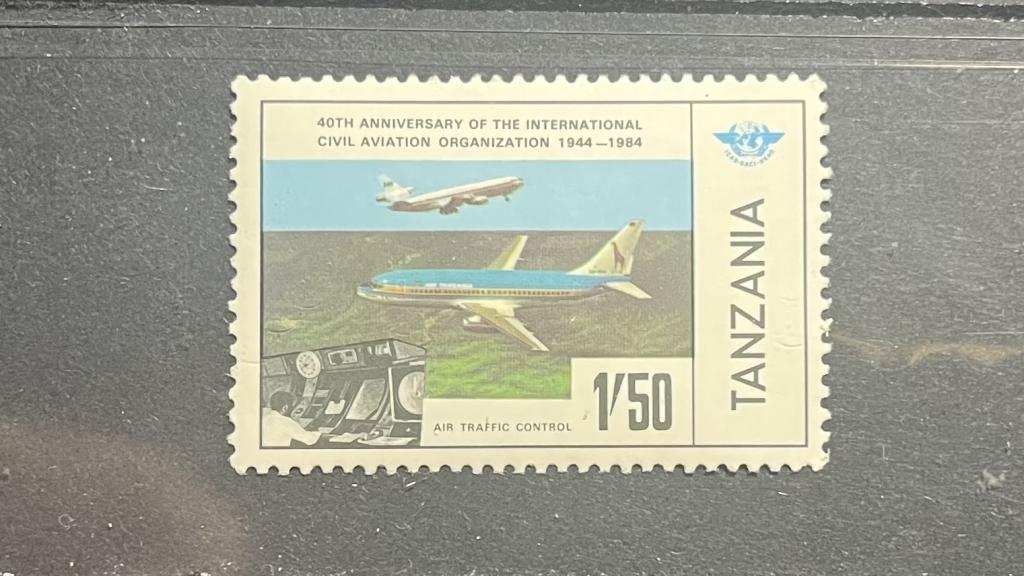 40TH ANNIVERSARY OF THE INTERNATIONAL
CIVIL AVIATION ORGANIZATION 1944—1984
TANZANIA
AIR TRAFFIC CONTROL
1/50